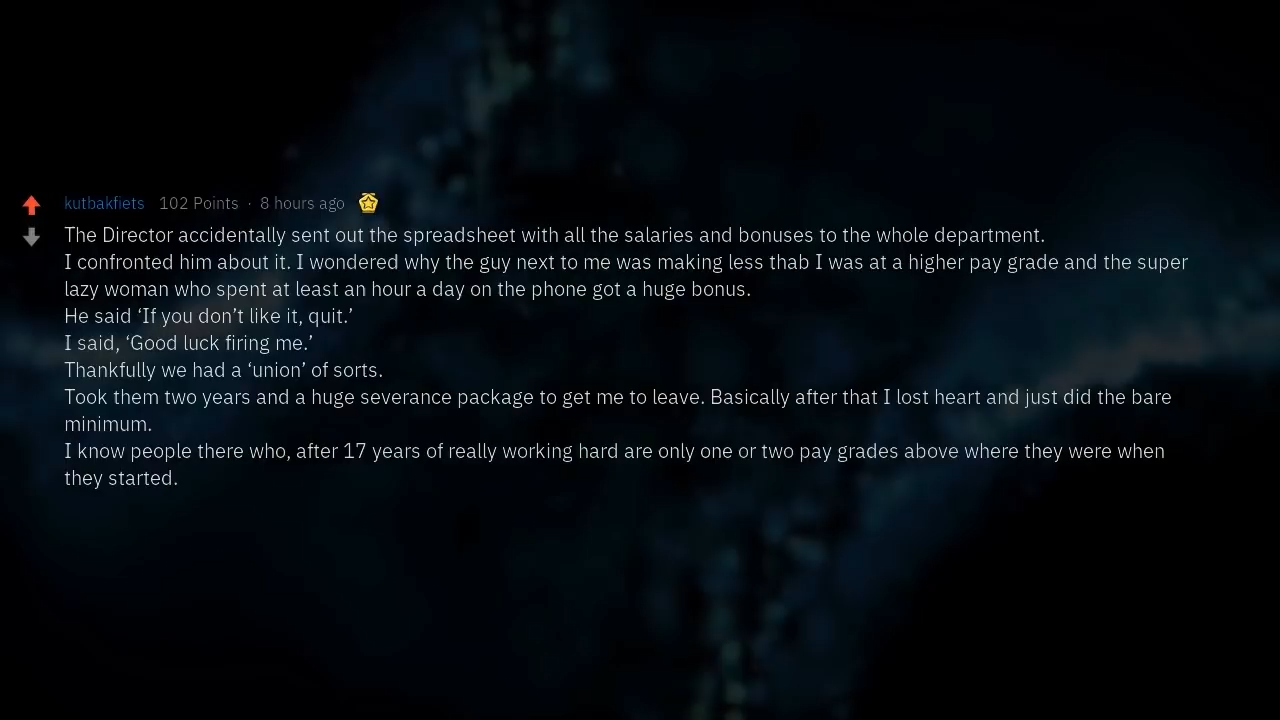 kutbakfiets 102 Points · 8 hours ago
The Director accidentally sent out the spreadsheet with all the salaries and bonuses to the whole department.
I confronted him about it. I wondered why the guy next to me was making less thab I was at a higher pay grade and the super
lazy woman who spent at least an hour a day on the phone got a huge bonus.
He said ‘If you don’t like it, quit.’
I said, ‘Good luck firing me.’
Thankfully we had a ‘union’ of sorts.
Took them two years and a huge severance package to get me to leave. Basically after that I lost heart and just did the bare
minimum.
I know people there who, after 17 years of really working hard are only one or two pay grades above where they were when
they started.